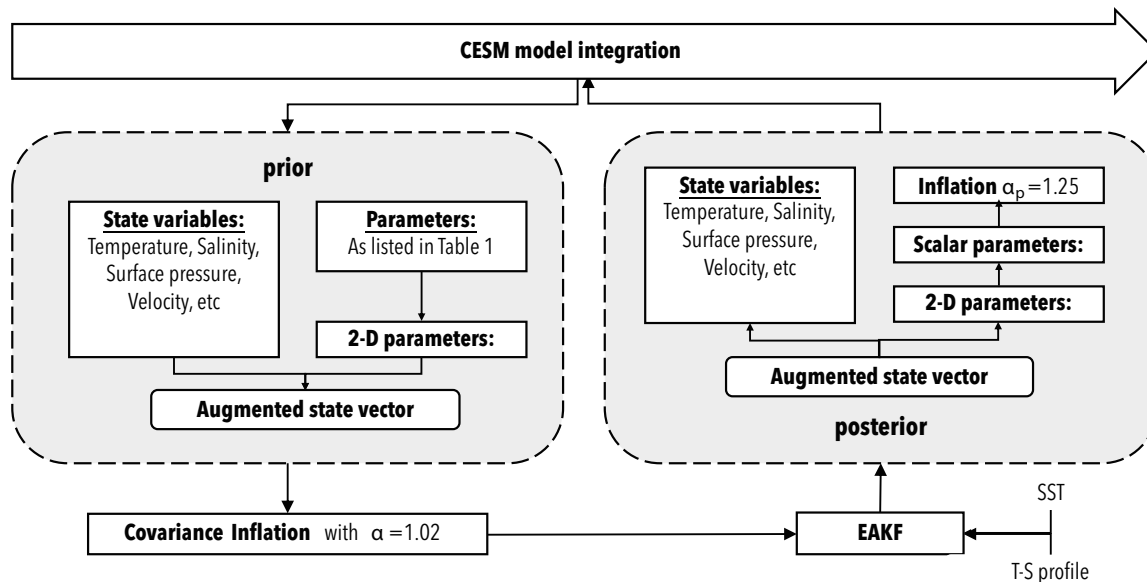 CESM model integration
prior
State variables:
Temperature, Salinity,
Surface pressure,
Velocity, etc
Parameters:
As listed in Table 1
2-D parameters:
Augmented state vector
State variables:
Temperature, Salinity,
Surface pressure,
Velocity, etc
Inflation αp=1.25
Scalar parameters:
2-D parameters:
Augmented state vector
posterior
Covariance Inflation with α=1.02
EAKF
SST
T-S profile